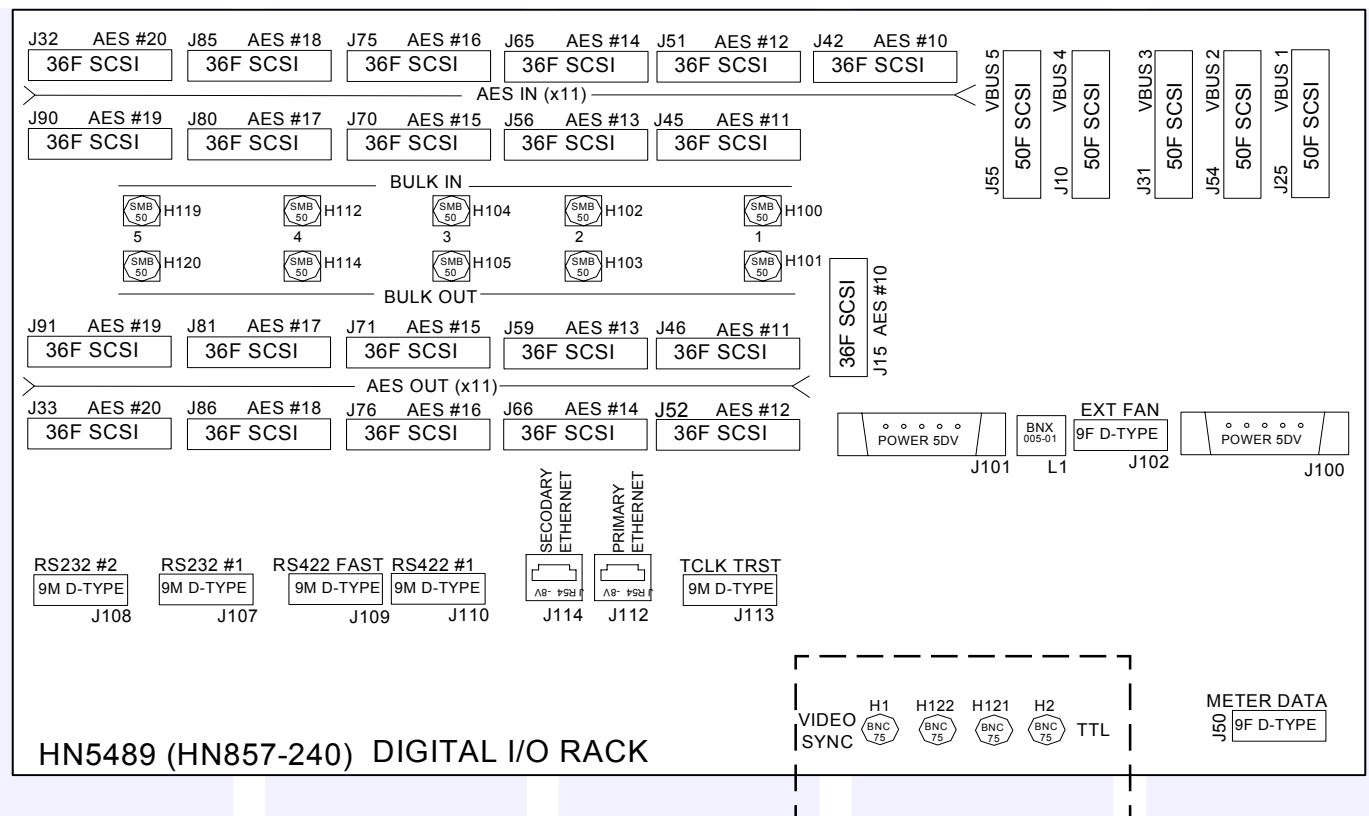 J32 AES #20 J85 AES #18 J75 AES #16 J65 AES #14 J51 AES #12 J42 AES #10
36F SCSI 36F SCSI 36F SCSI 36F SCSI 36F SCSI 36F SCSI
AES IN (x11)
J90 AES #19 J80 AES #17 J70 AES #15 J56 AES #13 J45 AES #11
36F SCSI 36F SCSI 36F SCSI 36F SCSI 36F SCSI
J55 VBUS 5
50F SCSI
J10 VBUS 4
50F SCSI
J31 VBUS 3
50F SCSI
J54 VBUS 2
50F SCSI
J25 VBUS 1
50F SCSI
BULK IN
SMB 50 H119 SMB 50 H112 SMB 50 H104 SMB 50 H102 SMB 50 H100
5 4 3 2 1
SMB 50 H120 SMB 50 H114 SMB 50 H105 SMB 50 H103 SMB 50 H101
BULK OUT
J91 AES #19 J81 AES #17 J71 AES #15 J59 AES #13 J46 AES #11
36F SCSI 36F SCSI 36F SCSI 36F SCSI 36F SCSI
36F SCSI
J15 AES #10
AES OUT (x11)
J33 AES #20 J86 AES #18 J76 AES #16 J66 AES #14 J52 AES #12
36F SCSI 36F SCSI 36F SCSI 36F SCSI 36F SCSI
POWER 5DV
J101
BNX
005-01
L1
EXT FAN
9F D-TYPE
J102
POWER 5DV
J100
RS232 #2
9M D-TYPE
J108
RS232 #1
9M D-TYPE
J107
RS422 FAST
9M D-TYPE
J109
RS422 #1
9M D-TYPE
J110
SECODARY
ETHERNET
J R54 -8V
J114
PRIMARY
ETHERNET
J R54 -8V
J112
TCLK TRST
9M D-TYPE
J113
VIDEO
SYNC
H1 H122 H121 H2
BNC 75 BNC 75 BNC 75 BNC 75
TTL
METER DATA
J50 9F D-TYPE
HN5489 (HN857-240) DIGITAL I/O RACK